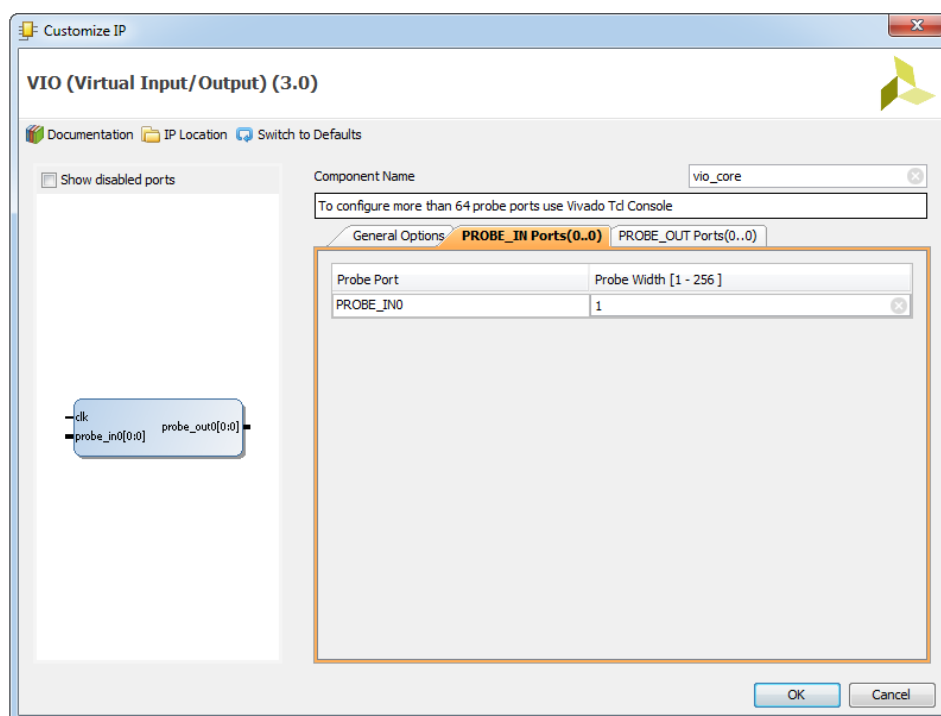 Customize IP
VIO (Virtual Input/Output) (3.0)
Documentation IP Location Switch to Defaults
Show disabled ports
Component Name vio_core
To configure more than 64 probe ports use Vivado Tcl Console
General Options PROBE_IN Ports(0..0) PROBE_OUT Ports(0..0)
Probe Port Probe Width [1 - 256 ]
PROBE_IN0 1
clk
probe_in0[0:0] probe_out0[0:0]
OK Cancel